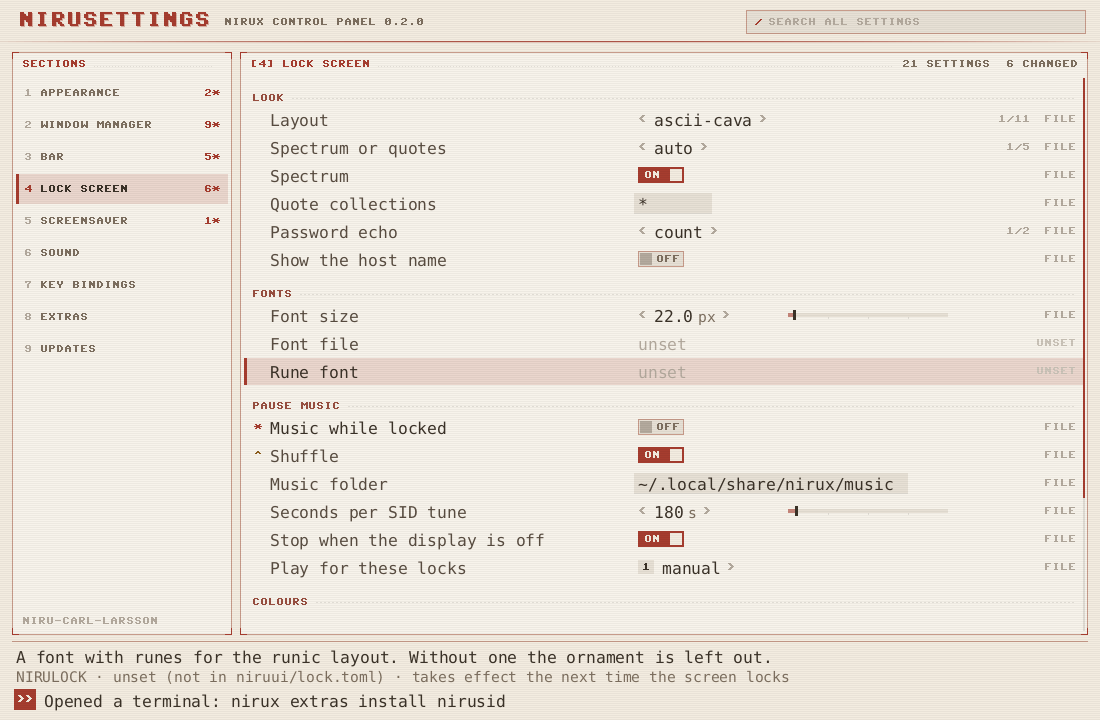 NIRUSETTINGS NIRUX CONTROL PANEL 0.2.0 / SEARCH ALL SETTINGS
SECTIONS
1 APPEARANCE 2*
2 WINDOW MANAGER 9*
3 BAR 5*
4 LOCK SCREEN 6*
5 SCREENSAVER 1*
6 SOUND
7 KEY BINDINGS
8 EXTRAS
9 UPDATES
NIRU-CARL-LARSSON
[4] LOCK SCREEN 21 SETTINGS 6 CHANGED
LOOK
Layout < ascii-cava > 1/11 FILE
Spectrum or quotes < auto > 1/5 FILE
Spectrum ON FILE
Quote collections * FILE
Password echo < count > 1/2 FILE
Show the host name OFF FILE
FONTS
Font size < 22.0 px > FILE
Font file unset UNSET
Rune font unset UNSET
PAUSE MUSIC
* Music while locked OFF FILE
^ Shuffle ON FILE
Music folder ~/.local/share/nirux/music FILE
Seconds per SID tune < 180 s > FILE
Stop when the display is off ON FILE
Play for these locks 1 manual > FILE
COLOURS
A font with runes for the runic layout. Without one the ornament is left out.
NIRULOCK · unset (not in niruui/lock.toml) · takes effect the next time the screen locks
>> Opened a terminal: nirux extras install nirusid